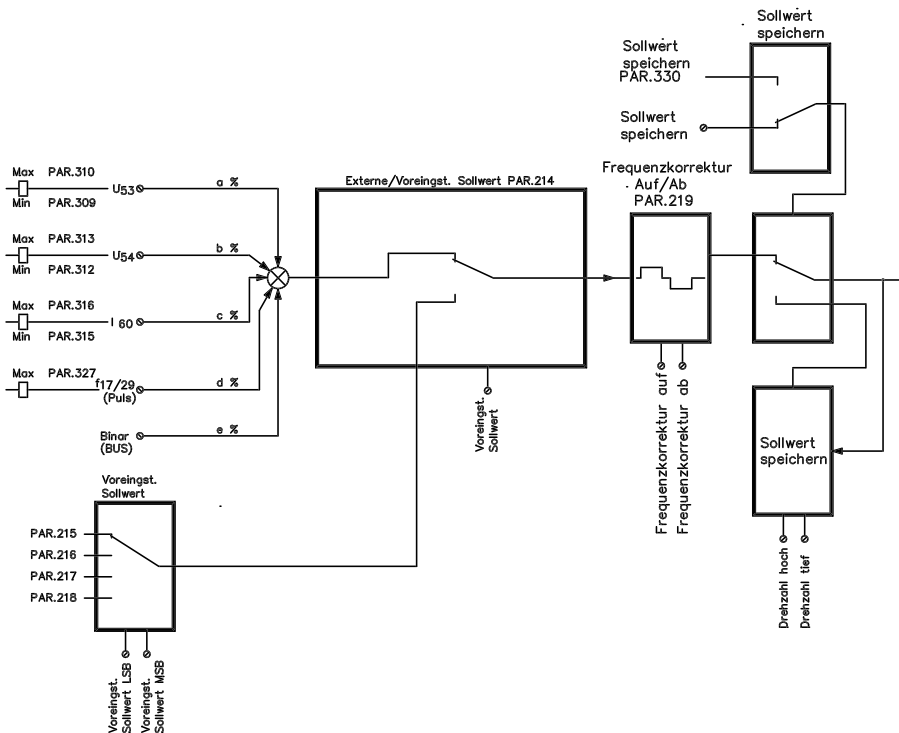 Sollwert
speichern
Sollwert
speichern
PAR.330
Sollwert
speichern
Max PAR.310
U53 a %
Min PAR.309
Max PAR.313
U54 b %
Min PAR.312
Max PAR.316
I 60 c %
Min PAR.315
Max PAR.327
f17/29 d %
(Puls)
Binar e %
(BUS)
Externe/Voreingst. Sollwert PAR.214
Voreingst.
Sollwert
Frequenzkorrektur
Auf/Ab
PAR.219
Frequenzkorrektur auf
Frequenzkorrektur ab
Sollwert
speichern
Drehzahl hoch
Drehzahl tief
Voreingst.
Sollwert
PAR.215
PAR.216
PAR.217
PAR.218
Voreingst.
Sollwert LSB
Voreingst.
Sollwert MSB